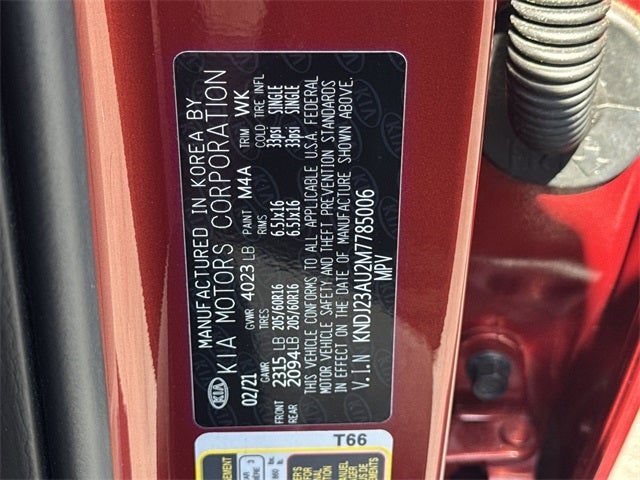 MANUFACTURED IN KOREA BY
KIA MOTORS CORPORATION
KIA
02/21 GVWR 4023 LB PAINT M4A TRIM WK
GAWR TIRES RIMS COLD TIRE INFL
FRONT 2315 LB 205/60R16 6.5Jx16 33psi SINGLE
REAR 2094 LB 205/60R16 6.5Jx16 33psi SINGLE
THIS VEHICLE CONFORMS TO ALL APPLICABLE U.S.A. FEDERAL
MOTOR VEHICLE SAFETY AND THEFT PREVENTION STANDARDS
IN EFFECT ON THE DATE OF MANUFACTURE SHOWN ABOVE.
V.I.N KNDJ23AU2M7785006
MPV
T66